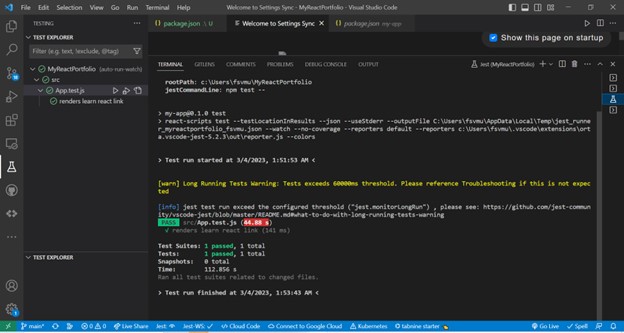 File Edit Selection View Go Run Terminal Help
Welcome to Settings Sync - MyReactPortfolio - Visual Studio Code
TESTING
package.json \ U
Welcome to Settings Sync
package.json my-app
TEST EXPLORER
Filter (e.g. text, !exclude, @tag)
MyReactPortfolio (auto-run-watch)
src
App.test.js
renders learn react link
TEST EXPLORER
Show this page on startup
TERMINAL GITLENS COMMENTS PROBLEMS DEBUG CONSOLE OUTPUT
Jest (MyReactPortfolio)
rootPath: c:\Users\fsvmu\MyReactPortfolio
jestCommandLine: npm test --
> my-app@0.1.0 test
> react-scripts test --testLocationInResults --json --useStderr --outputFile C:\Users\fsvmu\AppData\Local\Temp\jest_runne
r_myreactportfolio_fsvmu.json --watch --no-coverage --reporters default --reporters c:\Users\fsvmu\.vscode\extensions\ort
a.vscode-jest-5.2.3\out\reporter.js --colors
> Test run started at 3/4/2023, 1:51:53 AM <
[warn] Long Running Tests Warning: Tests exceeds 60000ms threshold. Please reference Troubleshooting if this is not expec
ted
[info] jest test run exceed the configured threshold ("jest.monitorLongRun") , please see: https://github.com/jest-commun
ity/vscode-jest/blob/master/README.md#what-to-do-with-long-running-tests-warning
PASS src/App.test.js (64.88 s)
√ renders learn react link (141 ms)
Test Suites: 1 passed, 1 total
Tests: 1 passed, 1 total
Snapshots: 0 total
Time: 112.856 s
Ran all test suites related to changed files.
> Test run finished at 3/4/2023, 1:53:43 AM <
main* 0 0 Live Share Jest: Jest-WS: Cloud Code Connect to Google Cloud Kubernetes tabnine starter Go Live Spell